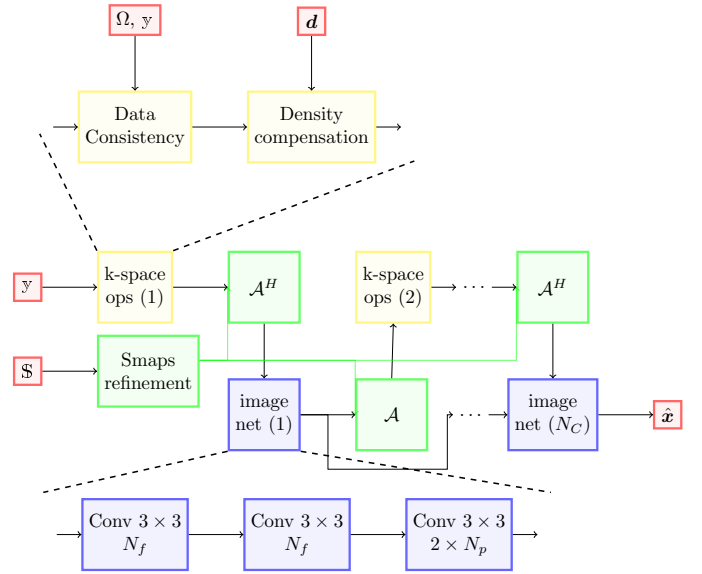 Ω, 𝕪
𝒅
Data
Consistency
Density
compensation
𝕪
k-space
ops (1)
𝒜^H
k-space
ops (2)
⋯
𝒜^H
𝕊
Smaps
refinement
image
net (1)
𝒜
⋯
image
net (N_C)
x̂
Conv 3 × 3
N_f
Conv 3 × 3
N_f
Conv 3 × 3
2 × N_p